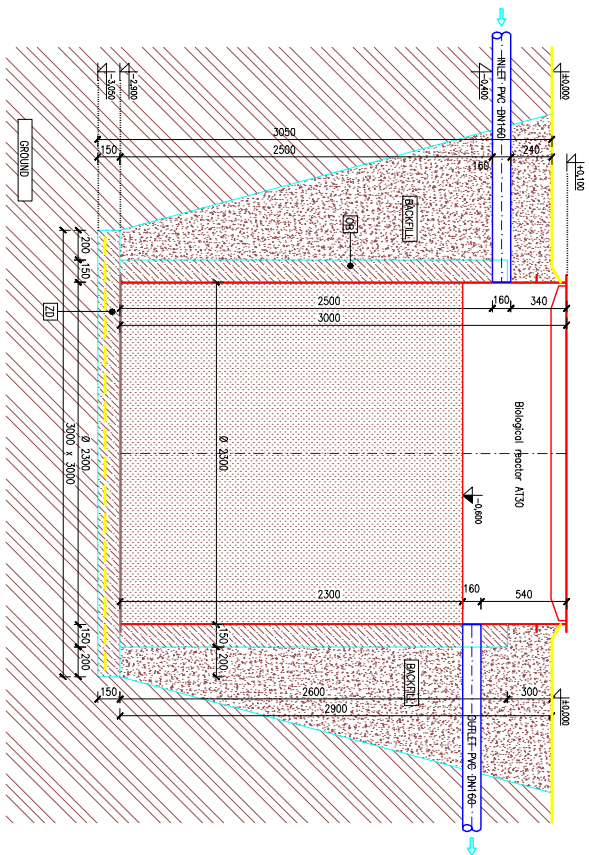 ±0,100
±0,000
±0,000
240
340
540
300
Biological reactor AT30
INLET PVC DN160
160
-0,400
160
-0,600
160
OUTLET PVC DN160
BACKFILL
BACKFILL
OB
3050
2500
2500
3000
2300
2600
2900
Ø 2300
150
200
-2,900
-3,050
150
150
ZD
200
150
Ø 2300
150
200
3000 x 3000
GROUND